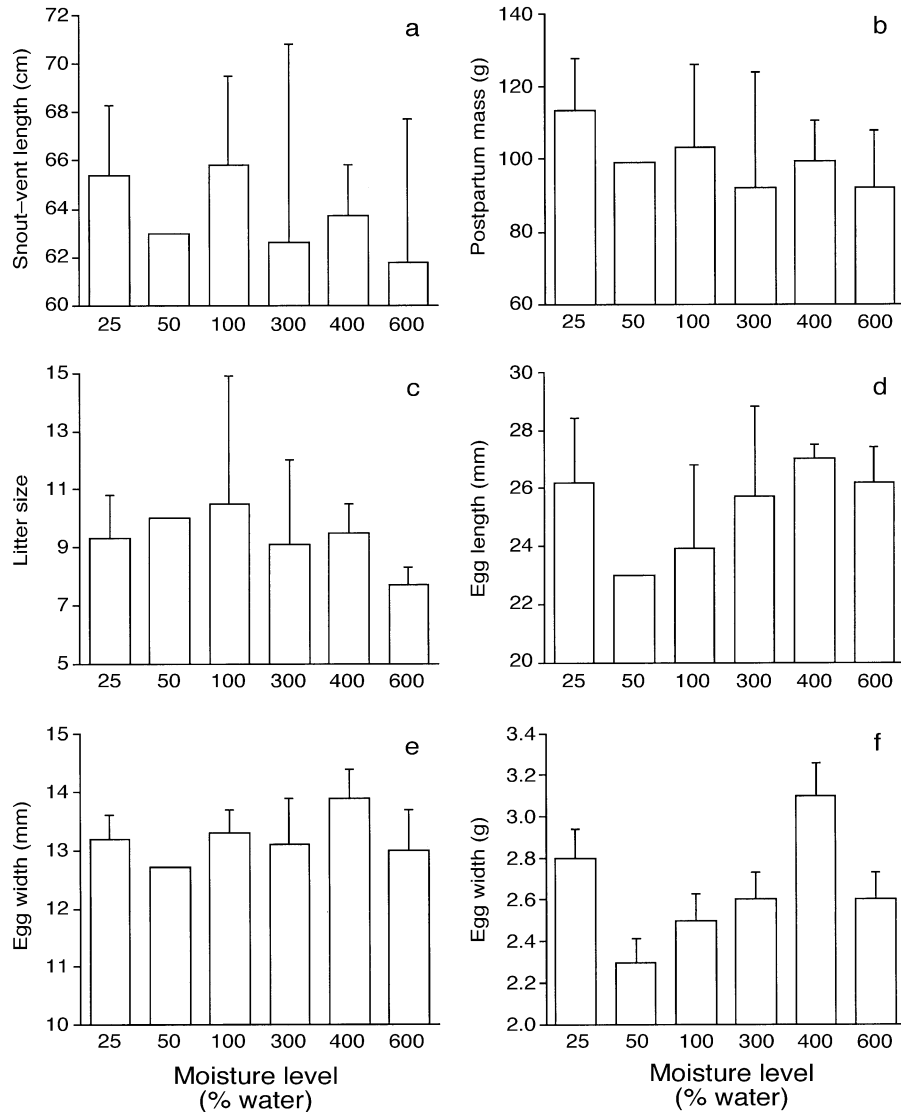 a
Snout–vent length (cm)
72
70
68
66
64
62
60
25 50 100 300 400 600
b
Postpartum mass (g)
140
120
100
80
60
25 50 100 300 400 600
c
Litter size
15
13
11
9
7
5
25 50 100 300 400 600
d
Egg length (mm)
30
28
26
24
22
20
25 50 100 300 400 600
e
Egg width (mm)
15
14
13
12
11
10
25 50 100 300 400 600
Moisture level
(% water)
f
Egg width (g)
3.4
3.2
3.0
2.8
2.6
2.4
2.2
2.0
25 50 100 300 400 600
Moisture level
(% water)